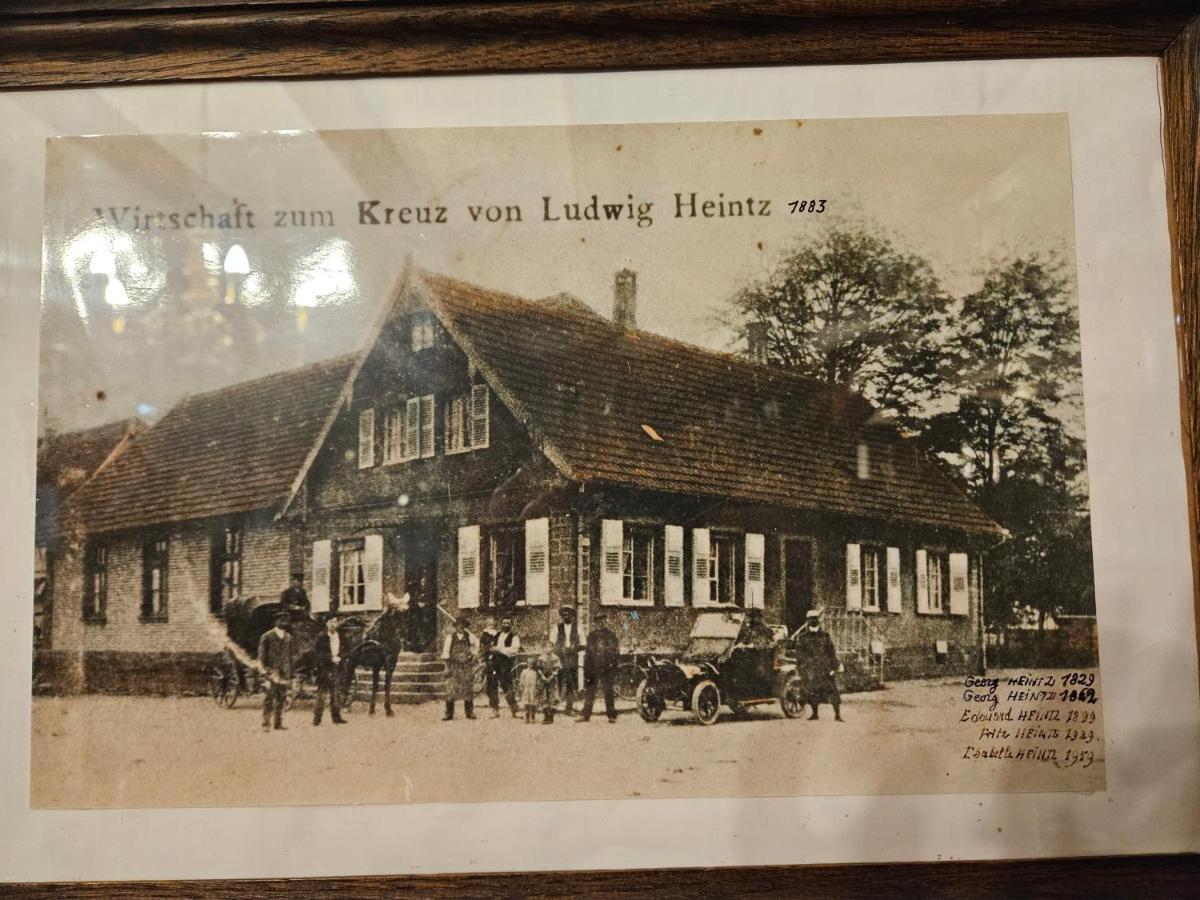 Wirtschaft zum Kreuz von Ludwig Heintz 1883
Georg HEINTZ 1829
Georg HEINTZ 1862
Edouard HEINTZ 1899
Fritz HEINTZ 1929.
Isabelle HEINTZ 1959